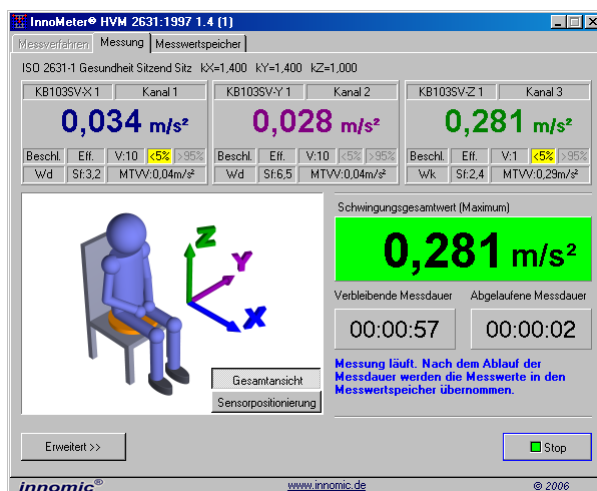 InnoMeter® HVM 2631:1997 1.4 (1)
Messverfahren Messung Messwertspeicher
ISO 2631-1 Gesundheit Sitzend Sitz kX=1,400 kY=1,400 kZ=1,000
KB103SV-X 1 Kanal 1 KB103SV-Y 1 Kanal 2 KB103SV-Z 1 Kanal 3
0,034 m/s² 0,028 m/s² 0,281 m/s²
Beschl. Eff. V:10 <5% >95% Beschl. Eff. V:10 <5% >95% Beschl. Eff. V:1 <5% >95%
Wd Sf:3,2 MTVV:0,04m/s² Wd Sf:6,5 MTVV:0,04m/s² Wk Sf:2,4 MTVV:0,29m/s²
Z
Y
X
Gesamtansicht
Sensorpositionierung
Schwingungsgesamtwert (Maximum)
0,281 m/s²
Verbleibende Messdauer Abgelaufene Messdauer
00:00:57 00:00:02
Messung läuft. Nach dem Ablauf der
Messdauer werden die Messwerte in den
Messwertspeicher übernommen.
Erweitert >> Stop
innomic® www.innomic.de © 2006